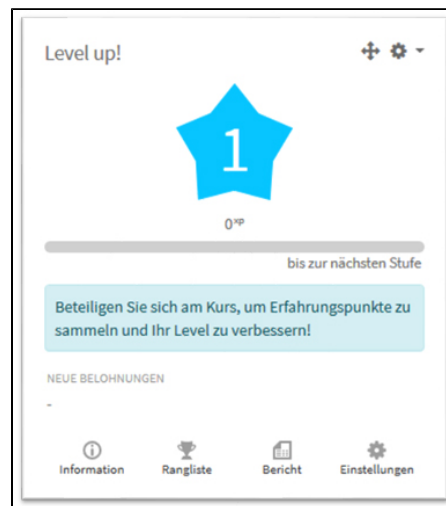 Level up!
1
0xp
bis zur nächsten Stufe
Beteiligen Sie sich am Kurs, um Erfahrungspunkte zu
sammeln und Ihr Level zu verbessern!
NEUE BELOHNUNGEN
-
Information Rangliste Bericht Einstellungen